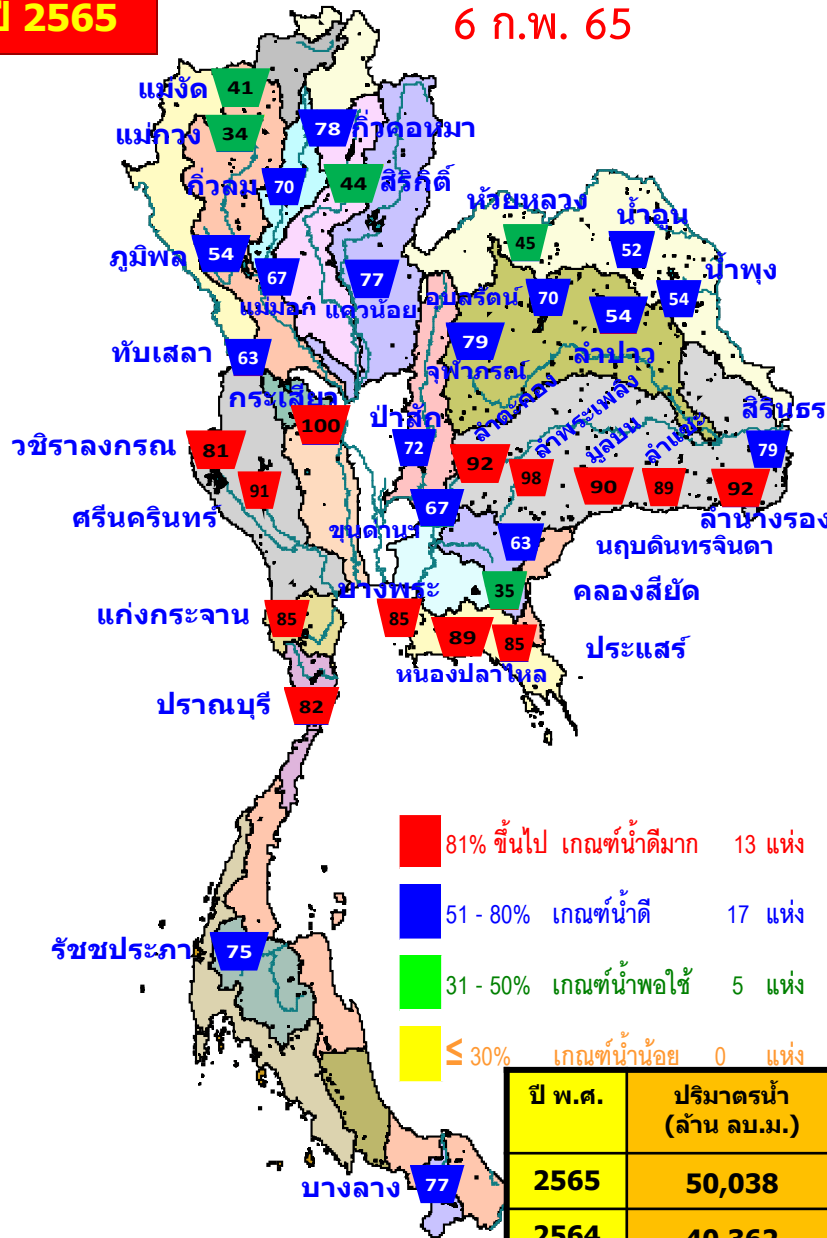 ปี 2565
6 ก.พ. 65
แม่งัด 41
แม่กวง 34
78 กิ่วคอหมา
กิ่วลม 70
44 สิริกิติ์
ห้วยหลวง 45
น้ำอูน 52
น้ำพุง 54
ภูมิพล 54
67 แม่มอก
77 แควน้อย
อุบลรัตน์ 70
54 ลำปาว
79 จุฬาภรณ์
ทับเสลา 63
กระเสียว 100
ป่าสัก 72
ลำตะคอง 92
ลำพระเพลิง 98
มูลบน 90
ลำแชะ 89
สิรินธร 79
92 ลำนางรอง
วชิราลงกรณ 81
ศรีนครินทร์ 91
ขุนด่านฯ 67
63 นฤบดินทรจินดา
35 คลองสียัด
บางพระ 85
แก่งกระจาน 85
89 หนองปลาไหล
85 ประแสร์
ปราณบุรี 82
81% ขึ้นไป เกณฑ์น้ำดีมาก 13 แห่ง
51 - 80% เกณฑ์น้ำดี 17 แห่ง
31 - 50% เกณฑ์น้ำพอใช้ 5 แห่ง
≤ 30% เกณฑ์น้ำน้อย 0 แห่ง
รัชชประภา 75
บางลาง 77
ปี พ.ศ. ปริมาตรน้ำ
(ล้าน ลบ.ม.)
2565 50,038
2564 40,362